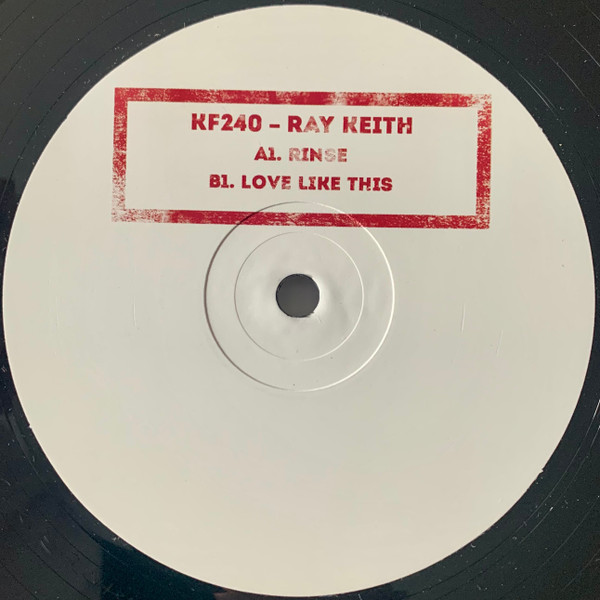 KF240 – RAY KEITH
A1. RINSE
B1. LOVE LIKE THIS